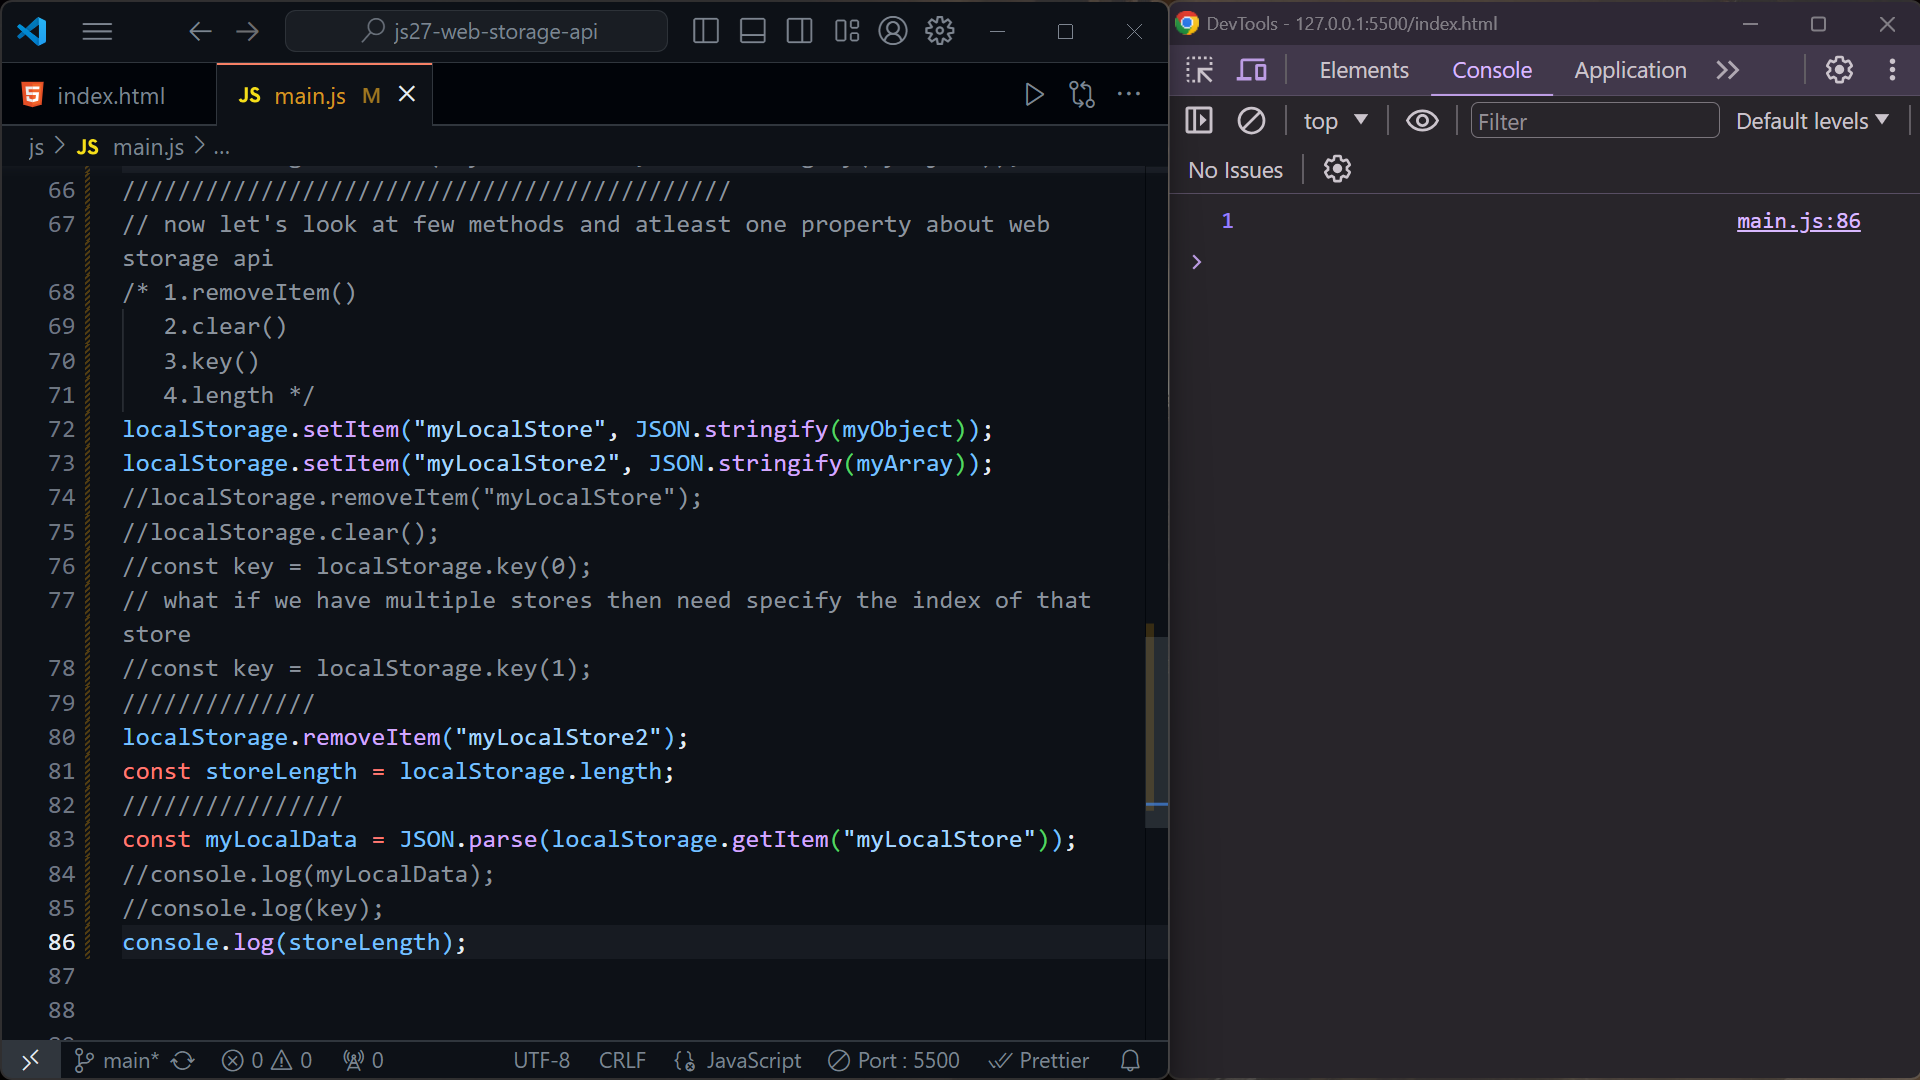 js27-web-storage-api
index.html
JS main.js M
js > JS main.js > ...
66 ////////////////////////////////////////////
67 // now let's look at few methods and atleast one property about web
storage api
68 /* 1.removeItem()
69 2.clear()
70 3.key()
71 4.length */
72 localStorage.setItem("myLocalStore", JSON.stringify(myObject));
73 localStorage.setItem("myLocalStore2", JSON.stringify(myArray));
74 //localStorage.removeItem("myLocalStore");
75 //localStorage.clear();
76 //const key = localStorage.key(0);
77 // what if we have multiple stores then need specify the index of that
store
78 //const key = localStorage.key(1);
79 //////////////
80 localStorage.removeItem("myLocalStore2");
81 const storeLength = localStorage.length;
82 ////////////////
83 const myLocalData = JSON.parse(localStorage.getItem("myLocalStore"));
84 //console.log(myLocalData);
85 //console.log(key);
86 console.log(storeLength);
87
88
main* 0 0 0 UTF-8 CRLF JavaScript Port : 5500 Prettier
DevTools - 127.0.0.1:5500/index.html
Elements Console Application
top Filter Default levels
No Issues
1 main.js:86
>